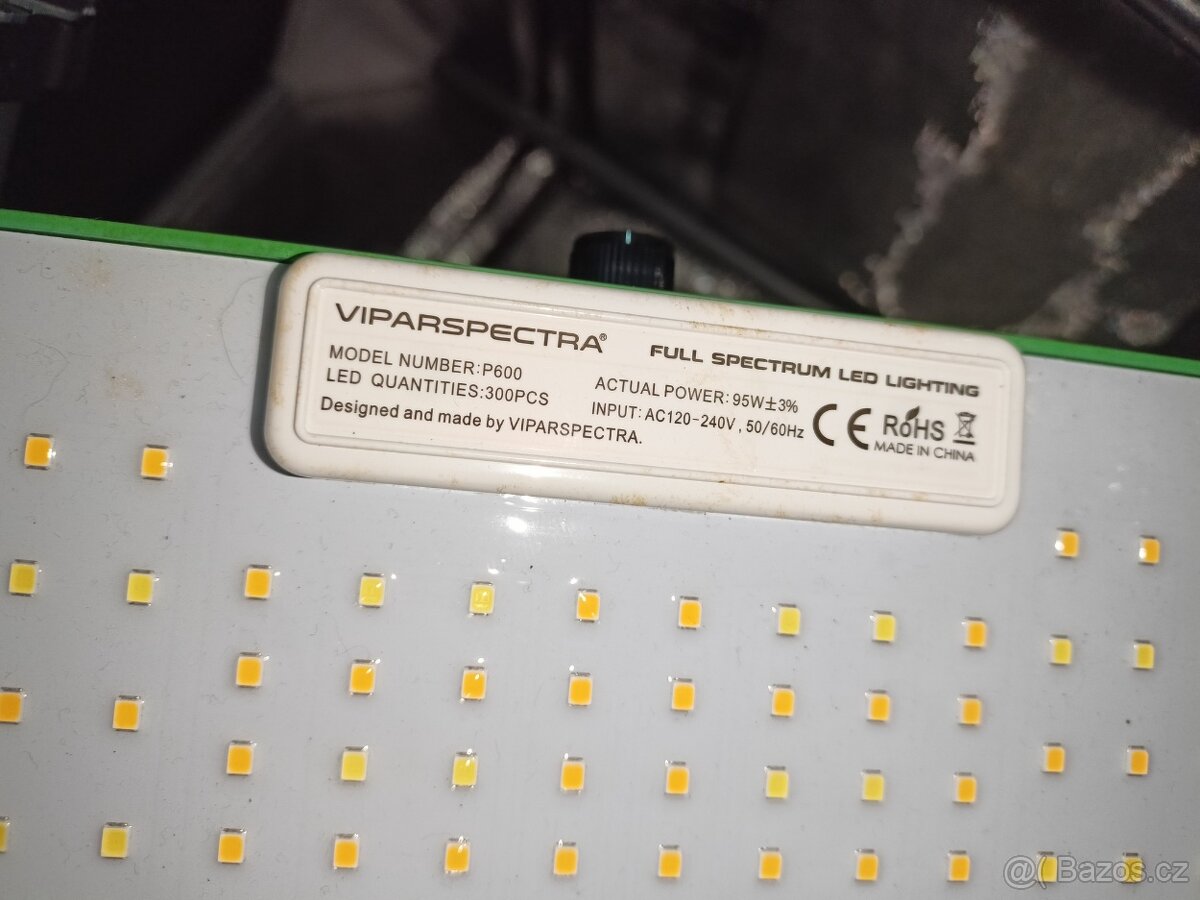 VIPARSPECTRA®
FULL SPECTRUM LED LIGHTING
MODEL NUMBER:P600
LED QUANTITIES:300PCS
Designed and made by VIPARSPECTRA.
ACTUAL POWER: 95W±3%
INPUT: AC120-240V, 50/60Hz
CE RoHS
MADE IN CHINA
@( Bazos.cz